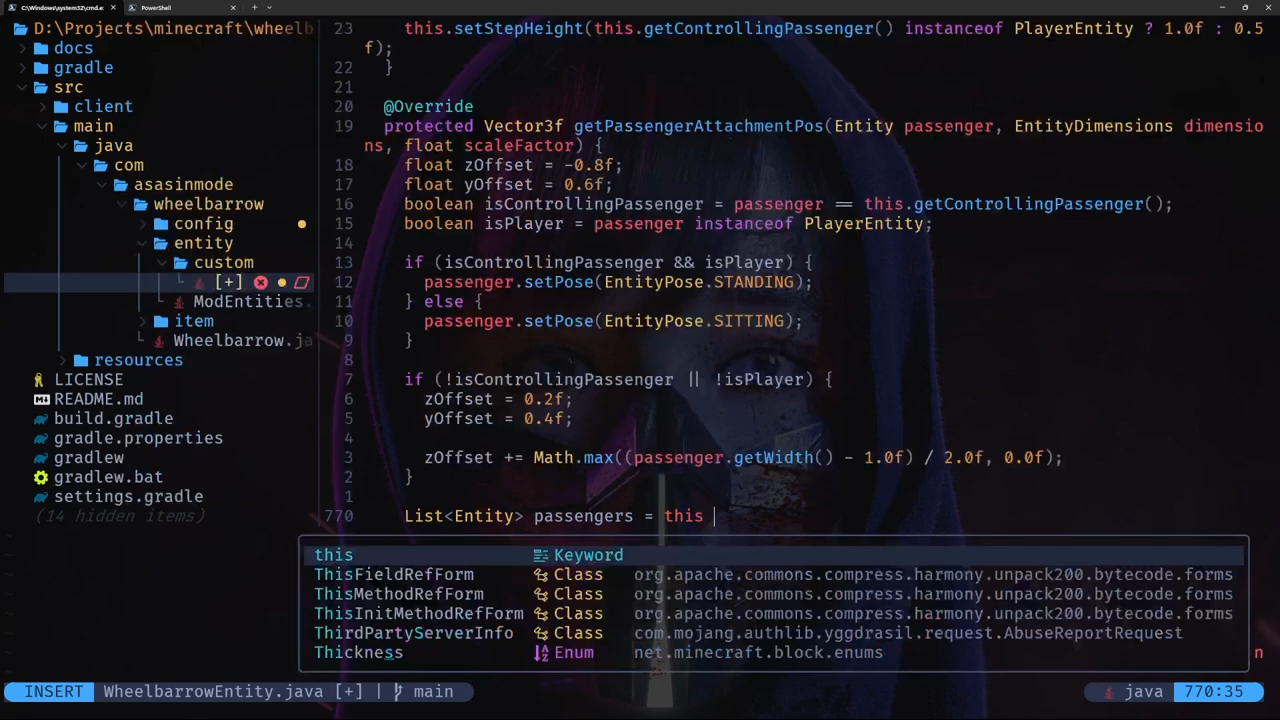 C:\Windows\system32\cmd.e
PowerShell
D:\Projects\minecraft\wheelb
docs
gradle
src
client
main
java
com
asasinmode
wheelbarrow
config
entity
custom
[+]
ModEntities.
item
Wheelbarrow.ja
resources
LICENSE
README.md
build.gradle
gradle.properties
gradlew
gradlew.bat
settings.gradle
(14 hidden items)
23 this.setStepHeight(this.getControllingPassenger() instanceof PlayerEntity ? 1.0f : 0.5
f);
22 }
21
20 @Override
19 protected Vector3f getPassengerAttachmentPos(Entity passenger, EntityDimensions dimensio
ns, float scaleFactor) {
18 float zOffset = -0.8f;
17 float yOffset = 0.6f;
16 boolean isControllingPassenger = passenger == this.getControllingPassenger();
15 boolean isPlayer = passenger instanceof PlayerEntity;
14
13 if (isControllingPassenger && isPlayer) {
12 passenger.setPose(EntityPose.STANDING);
11 } else {
10 passenger.setPose(EntityPose.SITTING);
9 }
8
7 if (!isControllingPassenger || !isPlayer) {
6 zOffset = 0.2f;
5 yOffset = 0.4f;
4
3 zOffset += Math.max((passenger.getWidth() - 1.0f) / 2.0f, 0.0f);
2 }
1
770 List<Entity> passengers = this
this Keyword
ThisFieldRefForm Class org.apache.commons.compress.harmony.unpack200.bytecode.forms
ThisMethodRefForm Class org.apache.commons.compress.harmony.unpack200.bytecode.forms
ThisInitMethodRefForm Class org.apache.commons.compress.harmony.unpack200.bytecode.forms
ThirdPartyServerInfo Class com.mojang.authlib.yggdrasil.request.AbuseReportRequest
Thickness Enum net.minecraft.block.enums
n
INSERT WheelbarrowEntity.java [+] | main java 770:35